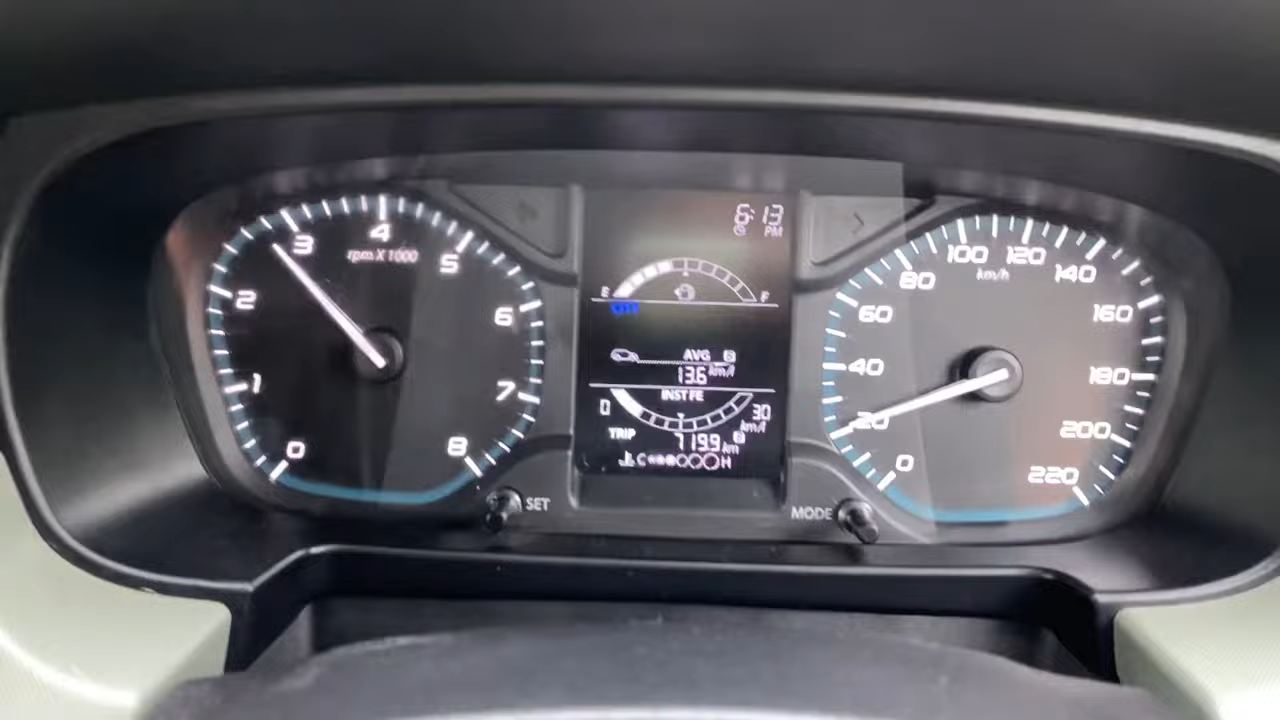 0
1
2
3
4
5
6
7
8
rpm X 1000
SET
6:13
PM
E F
AVG B
13.6 km/l
INST FE
0 30
km/l
TRIP
719.9 km
C H
MODE
0
20
40
60
80
100
120
140
160
180
200
220
km/h